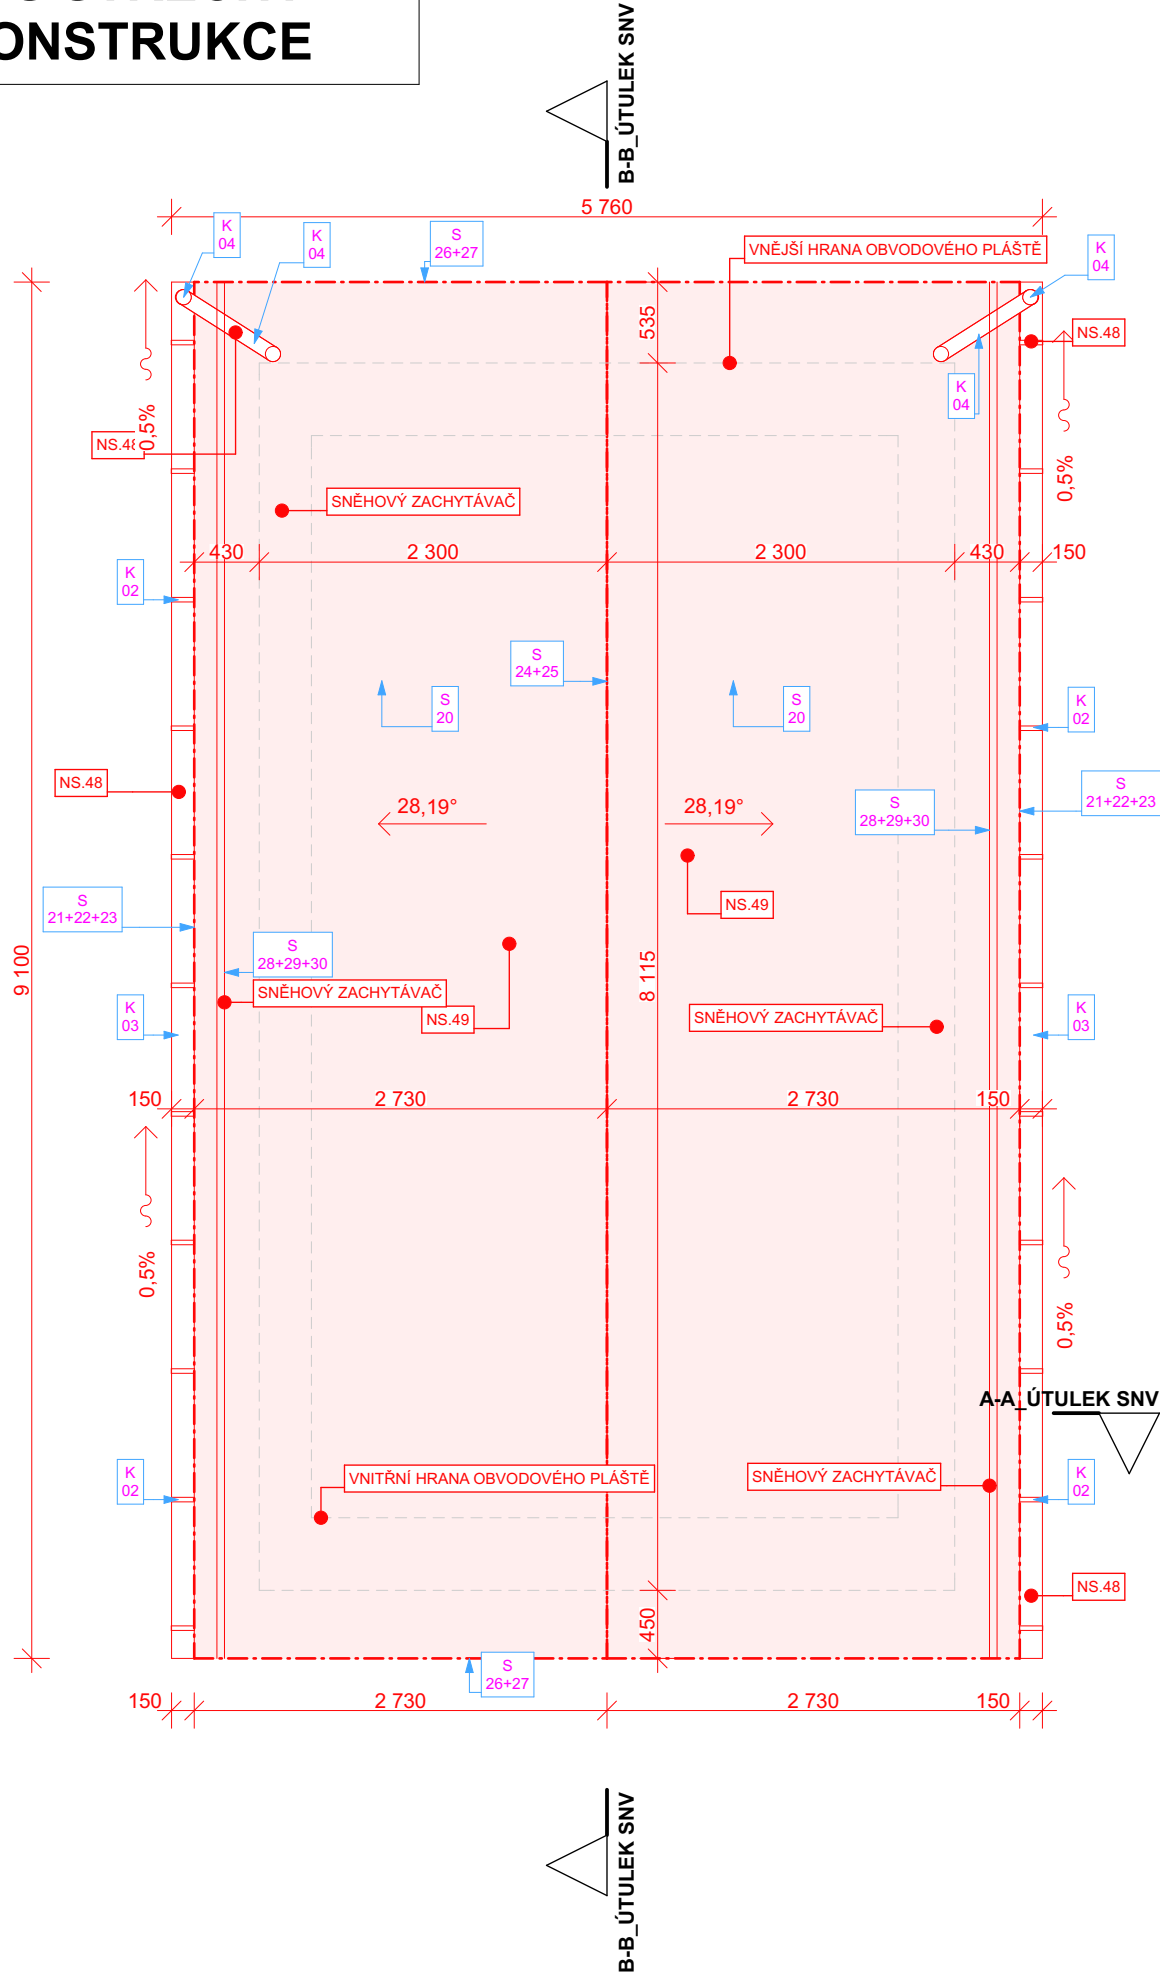 ONSTRUKCE
B-B_ÚTULEK SNV
5 760
K
04
K
04
S
26+27
VNĚJŠÍ HRANA OBVODOVÉHO PLÁŠTĚ
K
04
535
NS.48
K
04
0,5%
NS.48
0,5%
SNĚHOVÝ ZACHYTÁVAČ
430
2 300
2 300
430
150
K
02
S
24+25
S
20
S
20
K
02
NS.48
28,19°
28,19°
S
28+29+30
S
21+22+23
S
21+22+23
NS.49
S
28+29+30
9 100
8 115
SNĚHOVÝ ZACHYTÁVAČ
NS.49
SNĚHOVÝ ZACHYTÁVAČ
K
03
K
03
150
2 730
2 730
150
0,5%
0,5%
A-A_ÚTULEK SNV
VNITŘNÍ HRANA OBVODOVÉHO PLÁŠTĚ
SNĚHOVÝ ZACHYTÁVAČ
K
02
K
02
NS.48
450
S
26+27
150
2 730
2 730
150
B-B_ÚTULEK SNV